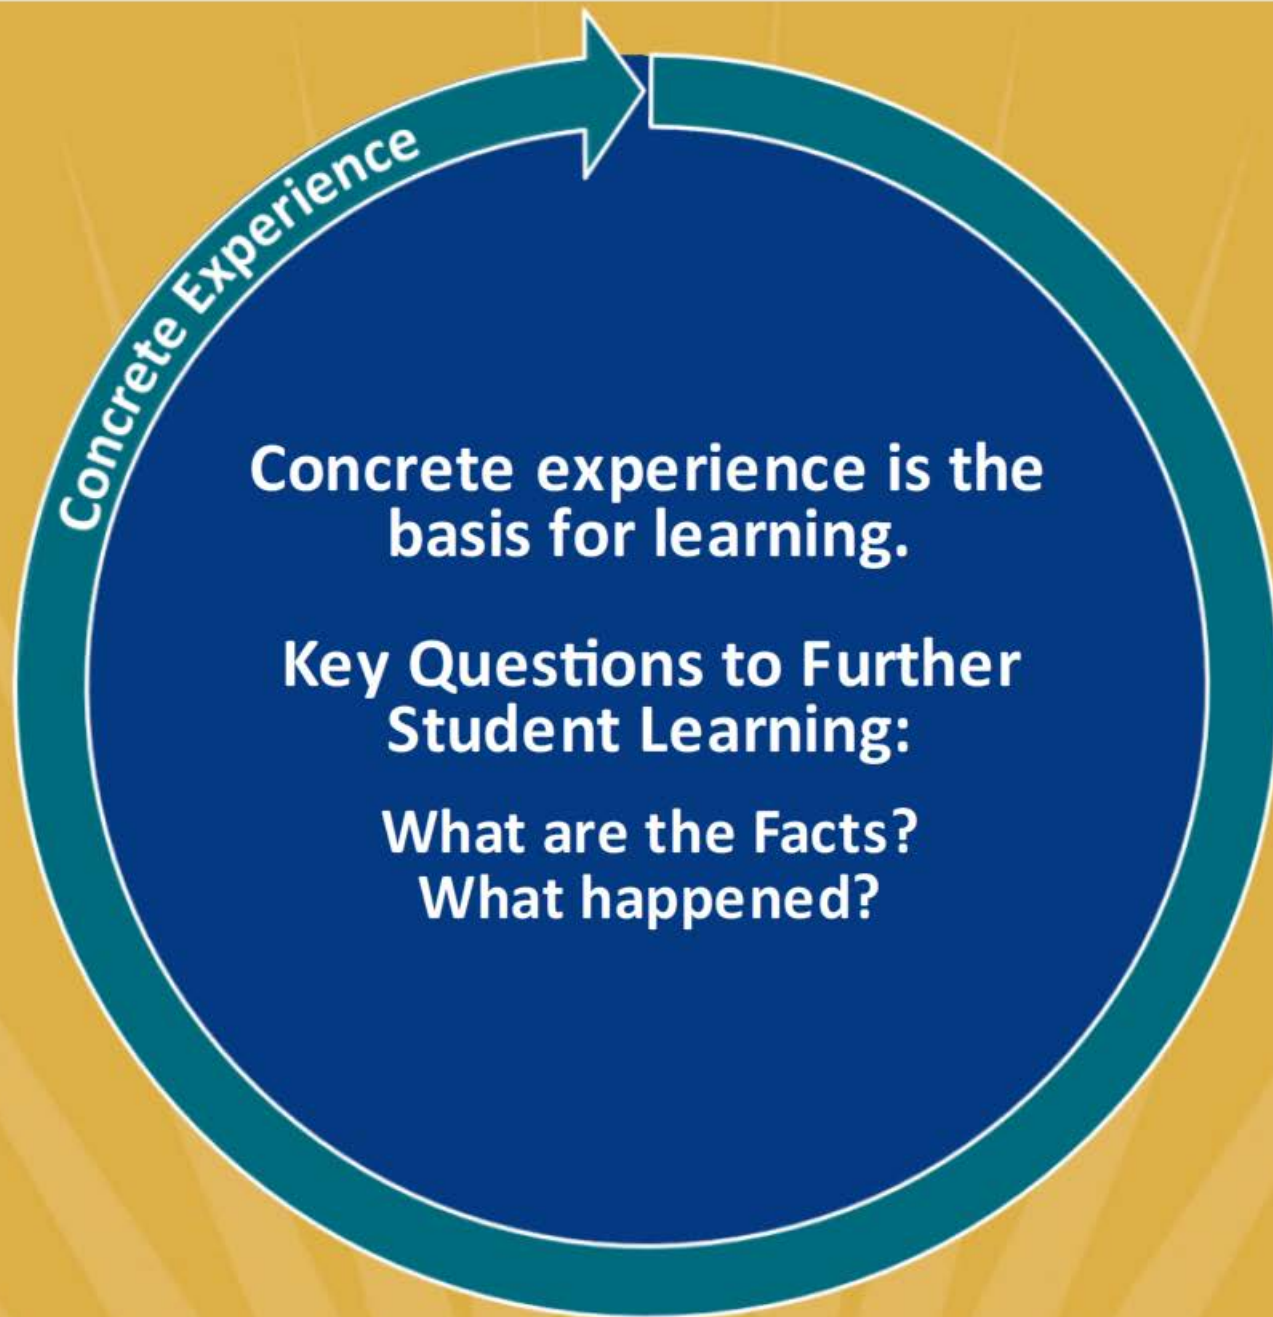 Concrete Experience
Concrete experience is the
basis for learning.
Key Questions to Further
Student Learning:
What are the Facts?
What happened?